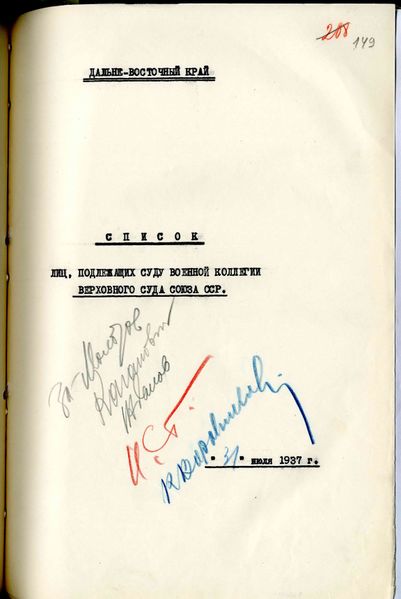 208
149
ДАЛЬНЕ-ВОСТОЧНЫЙ КРАЙ
СПИСОК
ЛИЦ, ПОДЛЕЖАЩИХ СУДУ ВОЕННОЙ КОЛЛЕГИИ
ВЕРХОВНОГО СУДА СОЮЗА ССР.
за Молотов
Каганович
Жданов
И Ст.
К Ворошилов
"31" июля 1937 г.